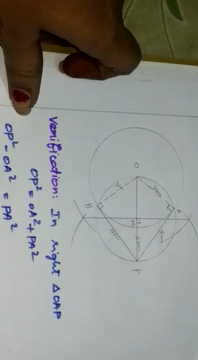 Verification: In right △OAP
OP² = OA² + PA²
OP² - OA² = PA²
O
A
B
P